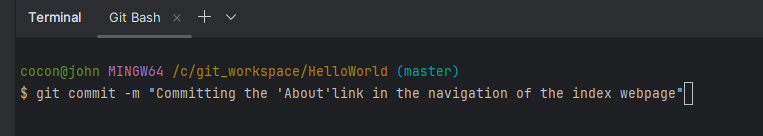 Terminal Git Bash
cocon@john MINGW64 /c/git_workspace/HelloWorld (master)
$ git commit -m "Committing the 'About'link in the navigation of the index webpage"